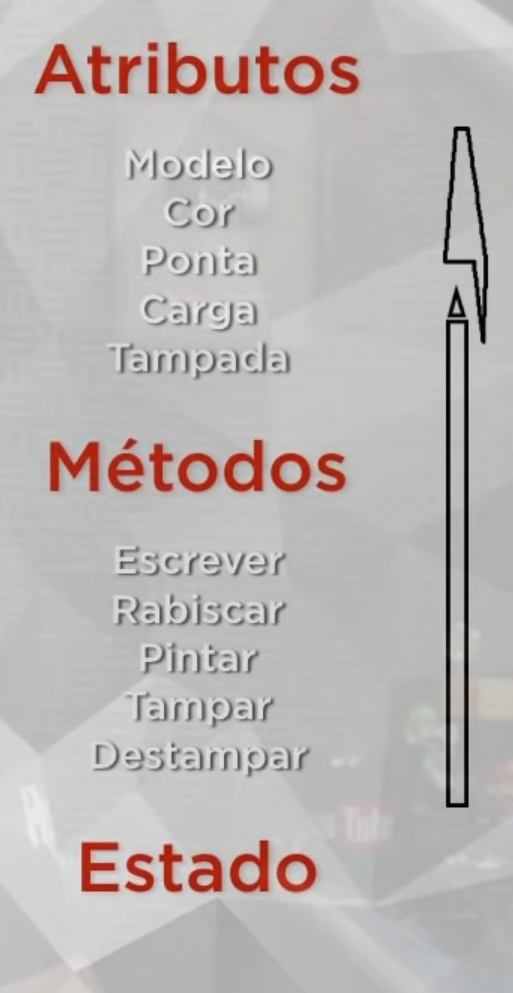 Atributos
Modelo
Cor
Ponta
Carga
Tampada
Métodos
Escrever
Rabiscar
Pintar
Tampar
Destampar
Estado